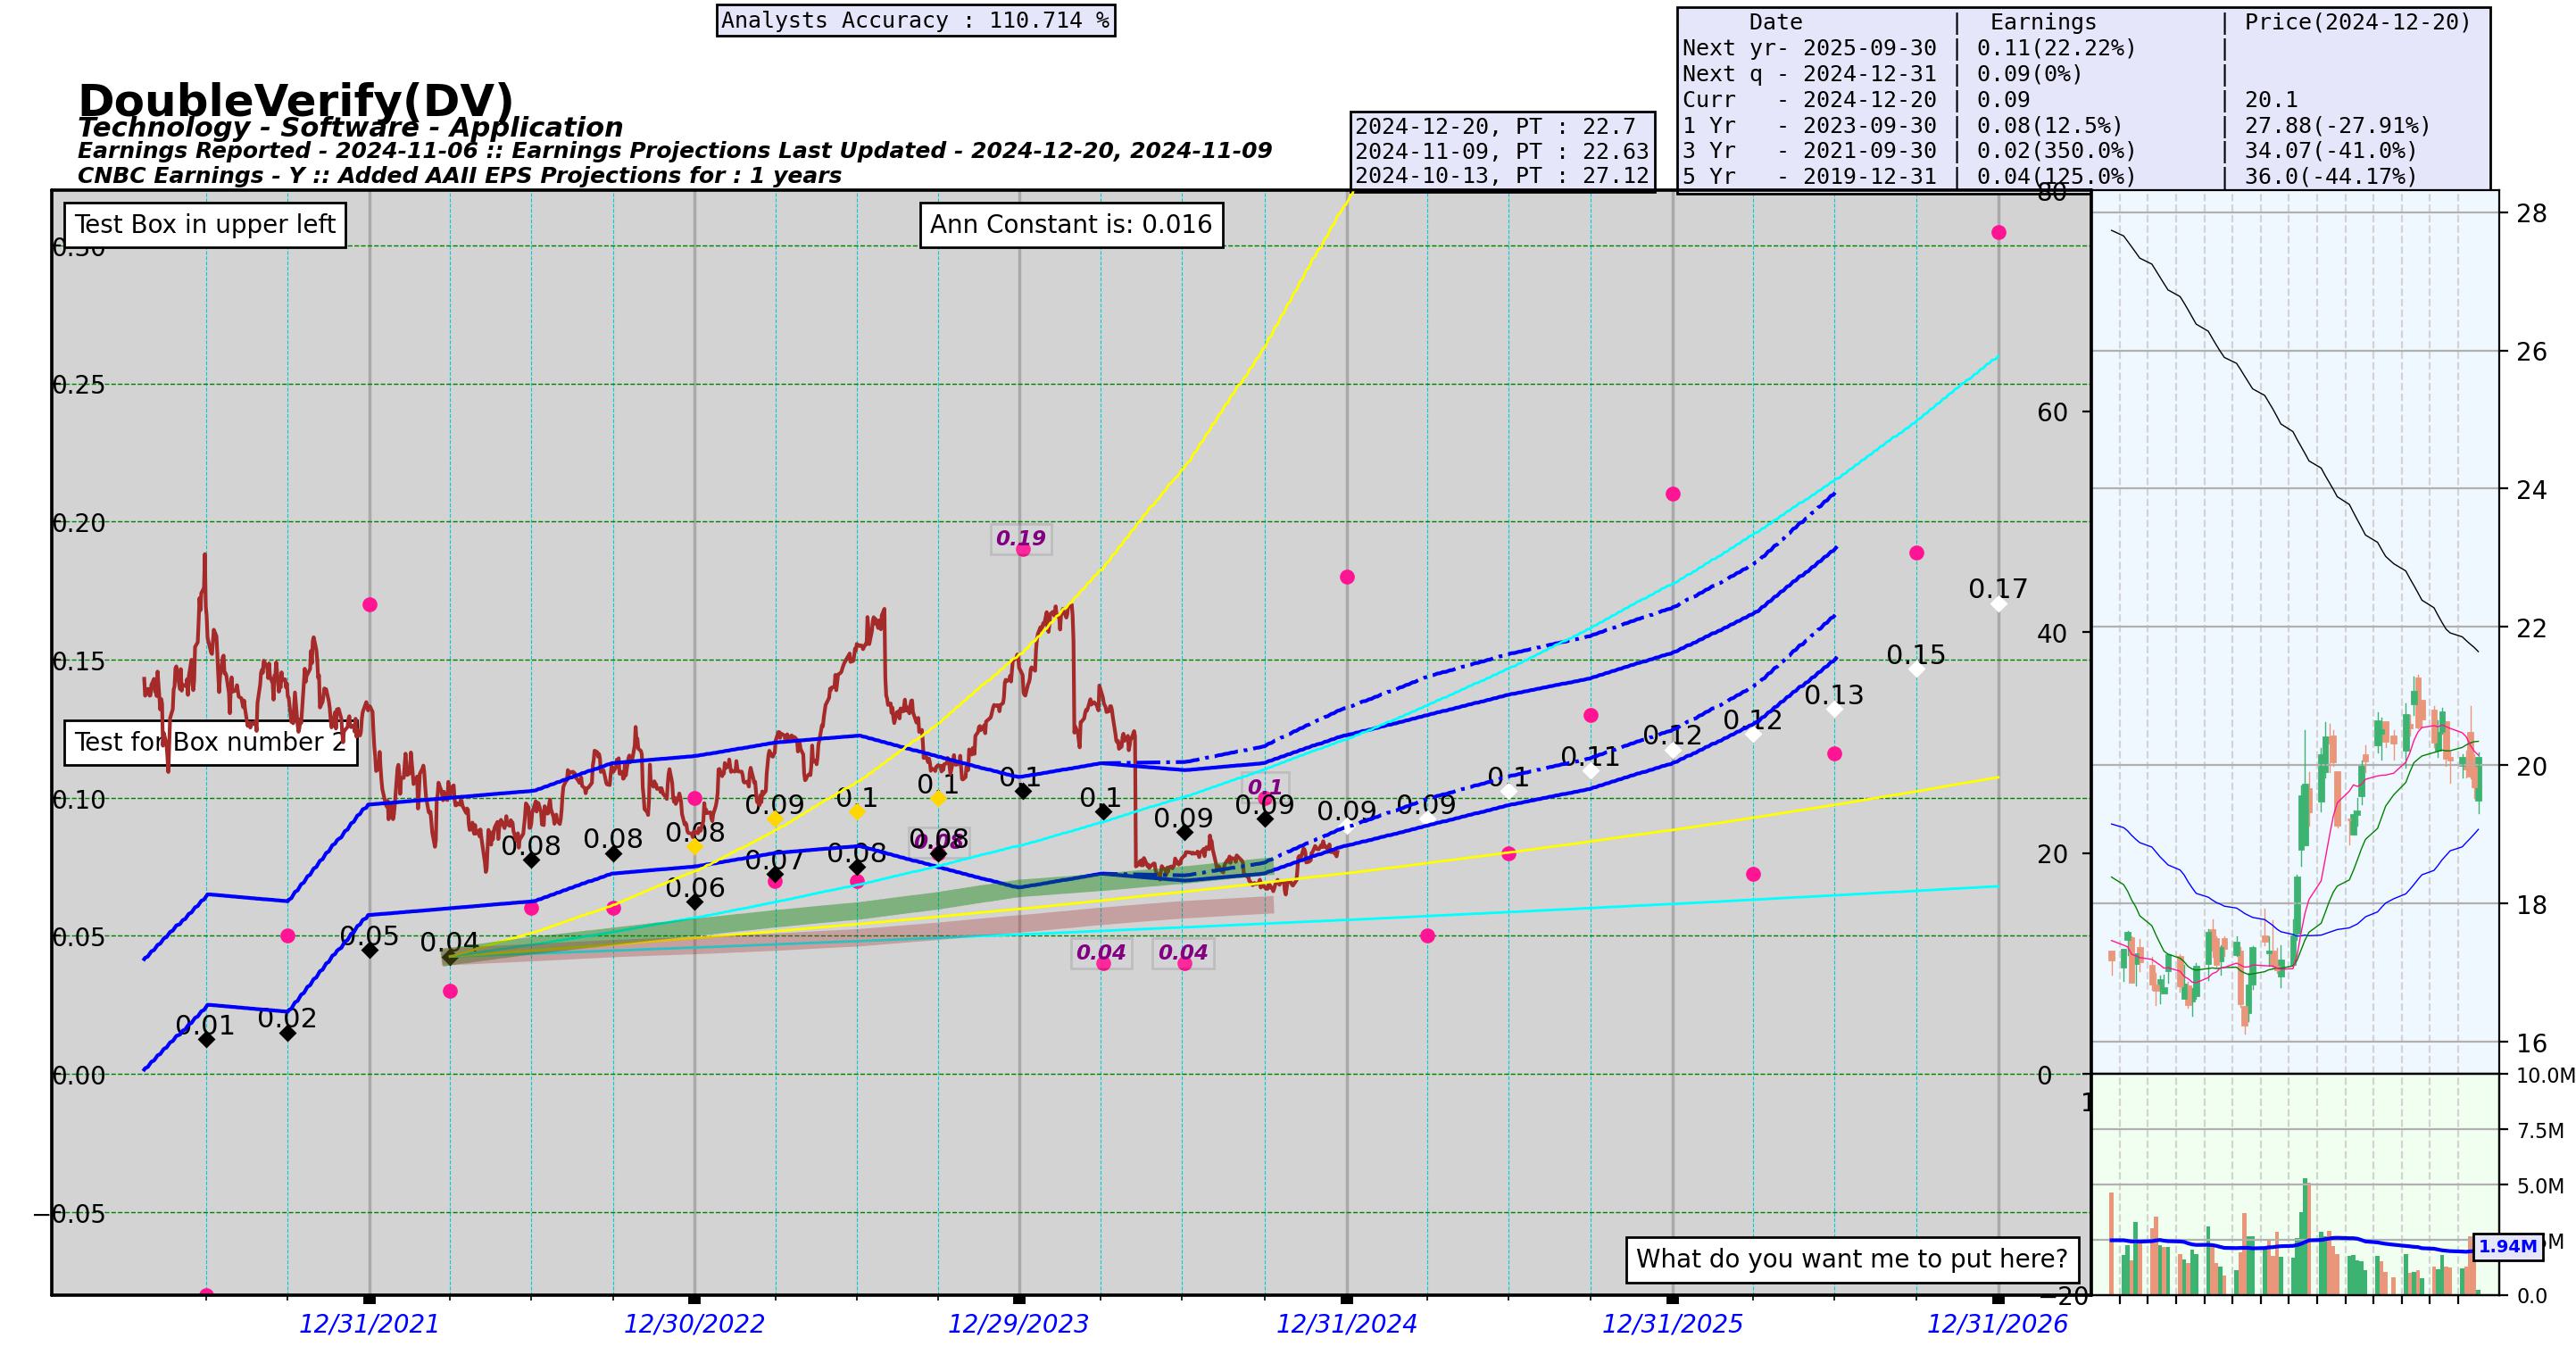 Analysts Accuracy : 110.714 %
Date | Earnings | Price(2024-12-20)
Next yr- 2025-09-30 | 0.11(22.22%) |
Next q - 2024-12-31 | 0.09(0%) |
Curr - 2024-12-20 | 0.09 | 20.1
1 Yr - 2023-09-30 | 0.08(12.5%) | 27.88(-27.91%)
3 Yr - 2021-09-30 | 0.02(350.0%) | 34.07(-41.0%)
5 Yr - 2019-12-31 | 0.04(125.0%) | 36.0(-44.17%)
DoubleVerify(DV)
Technology - Software - Application
Earnings Reported - 2024-11-06 :: Earnings Projections Last Updated - 2024-12-20, 2024-11-09
CNBC Earnings - Y :: Added AAII EPS Projections for : 1 years
2024-12-20, PT : 22.7
2024-11-09, PT : 22.63
2024-10-13, PT : 27.12
Test Box in upper left
Ann Constant is: 0.016
Test for Box number 2
What do you want me to put here?
0.30
0.25
0.20
0.15
0.10
0.05
0.00
−0.05
80
60
40
20
0
−20
0.01
0.02
0.05
0.04
0.08
0.08
0.08
0.06
0.09
0.07
0.1
0.08
0.1
0.08
0.08
0.19
0.1
0.1
0.04
0.09
0.04
0.1
0.09
0.09
0.09
0.1
0.11
0.12
0.12
0.13
0.15
0.17
28
26
24
22
20
18
16
10.0M
7.5M
5.0M
1.94M
0.0
1
12/31/2021
12/30/2022
12/29/2023
12/31/2024
12/31/2025
12/31/2026